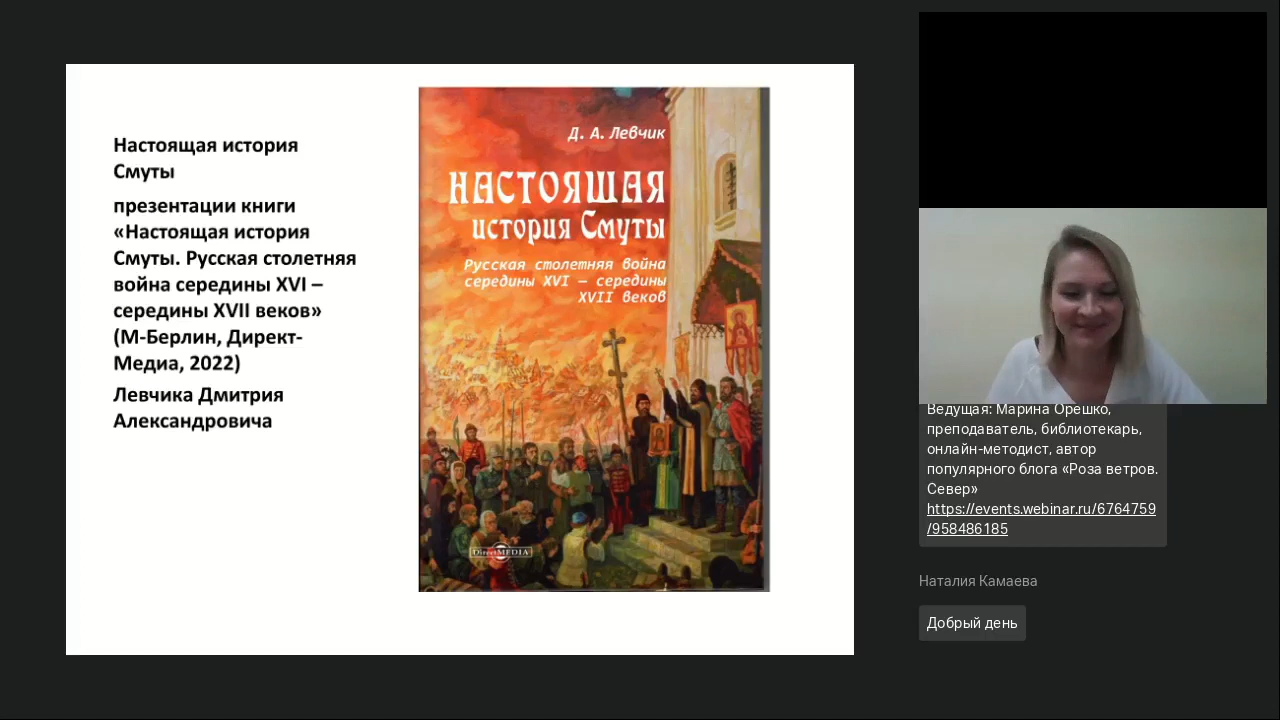 Настоящая история
Смуты
презентации книги
«Настоящая история
Смуты. Русская столетняя
война середины XVI –
середины XVII веков»
(М-Берлин, Директ-
Медиа, 2022)
Левчика Дмитрия
Александровича
Д. А. Левчик
НАСТОЯЩАЯ
история Смуты
Русская столетняя война
середины XVI – середины
XVII веков
DirectMEDIA
Ведущая: Марина Орешко,
преподаватель, библиотекарь,
онлайн-методист, автор
популярного блога «Роза ветров.
Север»
https://events.webinar.ru/6764759
/958486185
Наталия Камаева
Добрый день